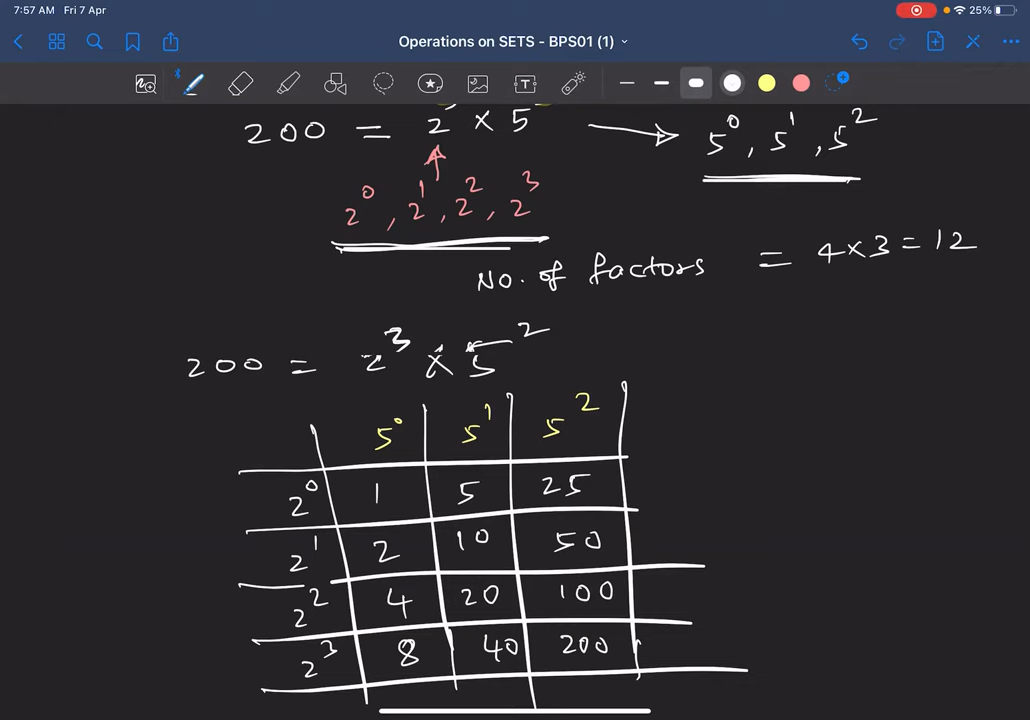 7:57 AM Fri 7 Apr 25%
Operations on SETS - BPS01 (1)
200 = 2³ × 5² → 5⁰, 5¹, 5²
2⁰, 2¹, 2², 2³
No. of factors = 4×3=12
200 = 2³ × 5²
5⁰ 5¹ 5²
2⁰ 1 5 25
2¹ 2 10 50
2² 4 20 100
2³ 8 40 200